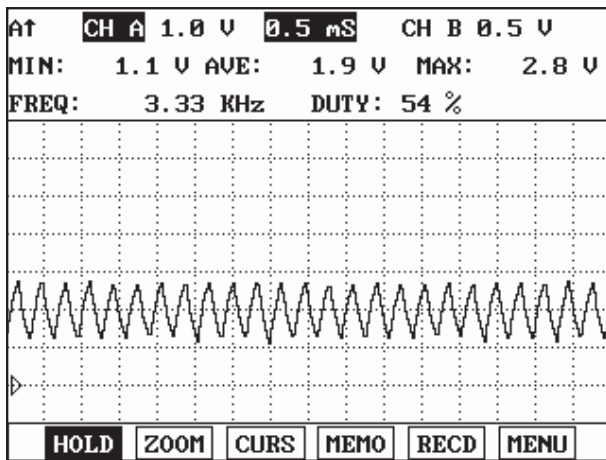 A↑ CH A 1.0 V 0.5 mS CH B 0.5 V
MIN: 1.1 V AVE: 1.9 V MAX: 2.8 V
FREQ: 3.33 KHz DUTY: 54 %
HOLD ZOOM CURS MEMO RECD MENU